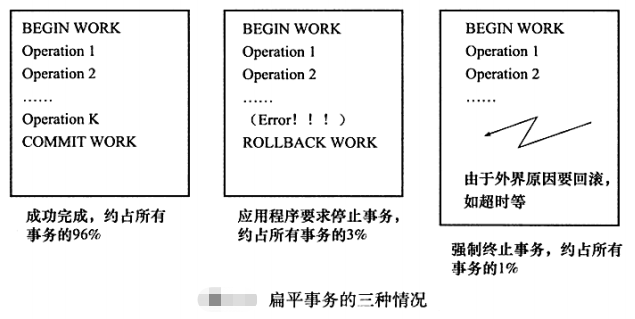 BEGIN WORK
Operation 1
Operation 2
……
Operation K
COMMIT WORK
成功完成，约占所有
事务的96%
BEGIN WORK
Operation 1
Operation 2
……
（Error！！！）
ROLLBACK WORK
应用程序要求停止事务，
约占所有事务的3%
BEGIN WORK
Operation 1
Operation 2
……
由于外界原因要回滚，
如超时等
强制终止事务，约占所有
事务的1%
扁平事务的三种情况